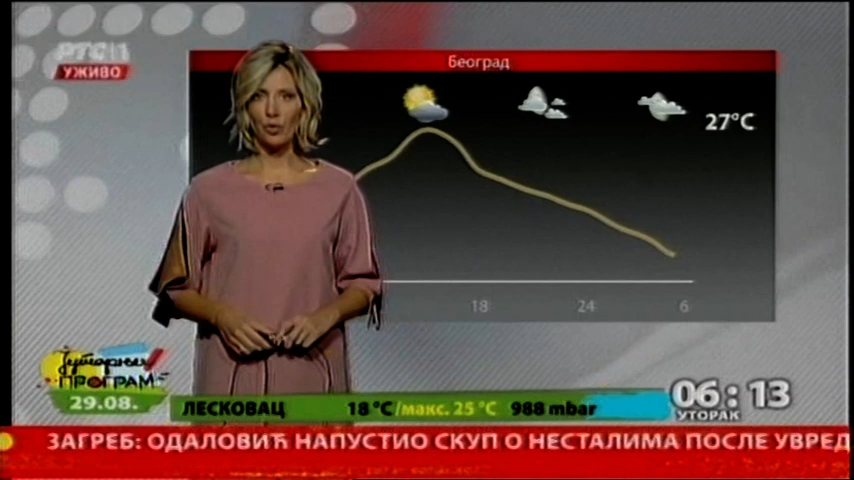 РТС 1
УЖИВО
Београд
27°C
18 24 6
Јутарњи
ПРОГРАМ
29.08.
ЛЕСКОВАЦ 18 °C /макс. 25 °C 988 mbar
06:13
УТОРАК
ЗАГРЕБ: ОДАЛОВИЋ НАПУСТИО СКУП О НЕСТАЛИМА ПОСЛЕ УВРЕД